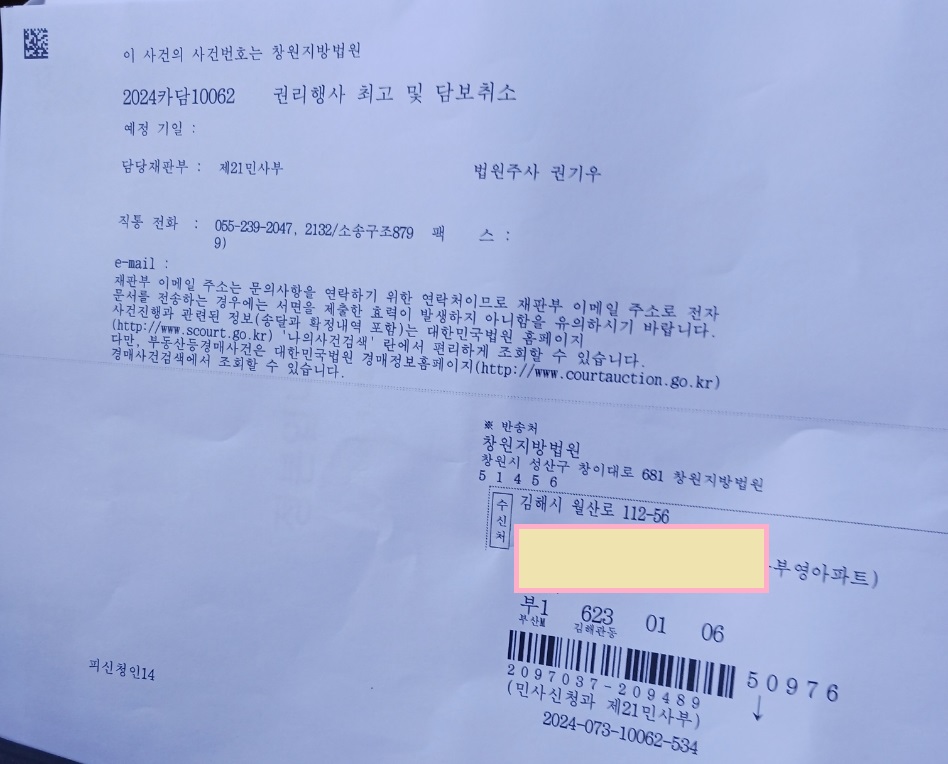 이 사건의 사건번호는 창원지방법원
2024카담10062 권리행사 최고 및 담보취소
예정 기일 :
담당재판부 : 제21민사부 법원주사 권기우
직통 전화 : 055-239-2047, 2132/소송구조879 팩 스 :
9)
e-mail :
재판부 이메일 주소는 문의사항을 연락하기 위한 연락처이므로 재판부 이메일 주소로 전자
문서를 전송하는 경우에는 서면을 제출한 효력이 발생하지 아니함을 유의하시기 바랍니다.
사건진행과 관련된 정보(송달과 확정내역 포함)는 대한민국법원 홈페이지
(http://www.scourt.go.kr) '나의사건검색' 란에서 편리하게 조회할 수 있습니다.
다만, 부동산등경매사건은 대한민국법원 경매정보홈페이지(http://www.courtauction.go.kr)
경매사건검색에서 조회할 수 있습니다.
※ 반송처
창원지방법원
창원시 성산구 창이대로 681 창원지방법원
5 1 4 5 6
수신처
김해시 월산로 112-56
부영아파트)
부1 623 01 06
부산M 김해관동
2097037-209489
5 0 9 7 6
(민사신청과 제21민사부)
↓
2024-073-10062-534
피신청인14